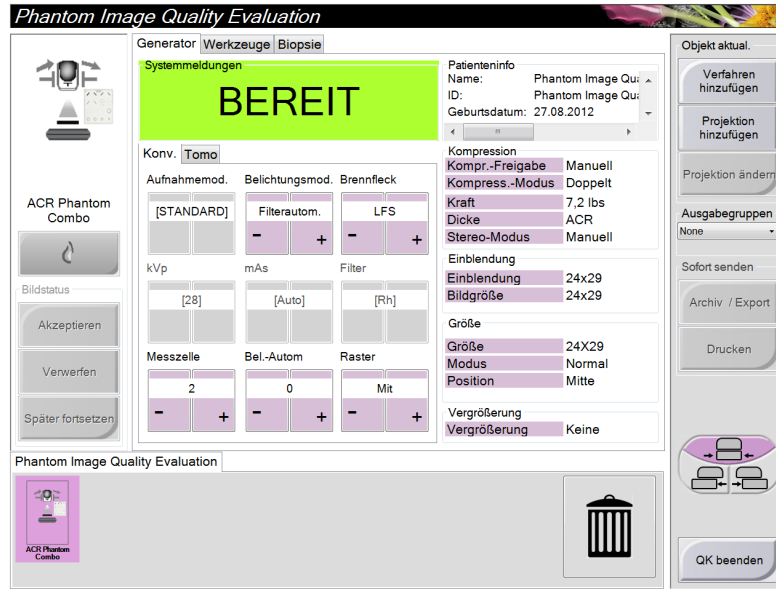 Phantom Image Quality Evaluation
ACR Phantom
Combo
Bildstatus
Akzeptieren
Verwerfen
Später fortsetzen
Generator Werkzeuge Biopsie
Systemmeldungen
BEREIT
Patienteninfo
Name: Phantom Image Qu
ID: Phantom Image Qu
Geburtsdatum: 27.08.2012
Konv. Tomo
Aufnahmemod. Belichtungsmod. Brennfleck
[STANDARD] Filterautom. LFS
- + - +
kVp mAs Filter
[28] [Auto] [Rh]
Messzelle Bel.-Autom Raster
2 0 Mit
- + - + - +
Kompression
Kompr.-Freigabe Manuell
Kompress.-Modus Doppelt
Kraft 7,2 lbs
Dicke ACR
Stereo-Modus Manuell
Einblendung
Einblendung 24x29
Bildgröße 24x29
Größe
Größe 24X29
Modus Normal
Position Mitte
Vergrößerung
Vergrößerung Keine
Objekt aktual.
Verfahren
hinzufügen
Projektion
hinzufügen
Projektion ändern
Ausgabegruppen
None
Sofort senden
Archiv / Export
Drucken
QK beenden
Phantom Image Quality Evaluation
ACR Phantom
Combo